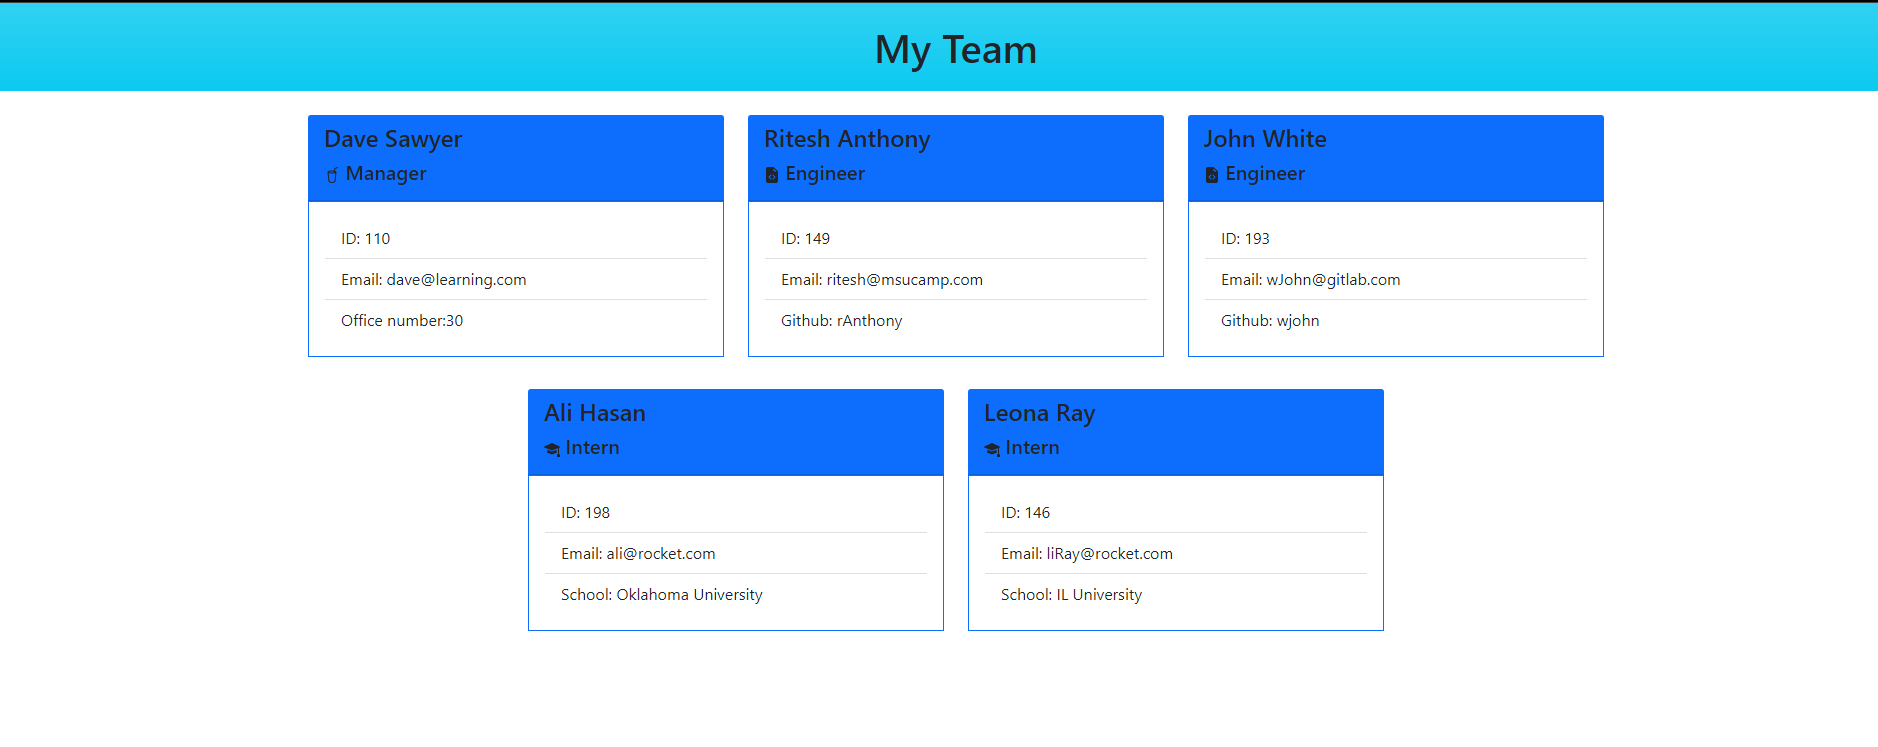 My Team
Dave Sawyer
Manager
ID: 110
Email: dave@learning.com
Office number:30
Ritesh Anthony
Engineer
ID: 149
Email: ritesh@msucamp.com
Github: rAnthony
John White
Engineer
ID: 193
Email: wJohn@gitlab.com
Github: wjohn
Ali Hasan
Intern
ID: 198
Email: ali@rocket.com
School: Oklahoma University
Leona Ray
Intern
ID: 146
Email: liRay@rocket.com
School: IL University